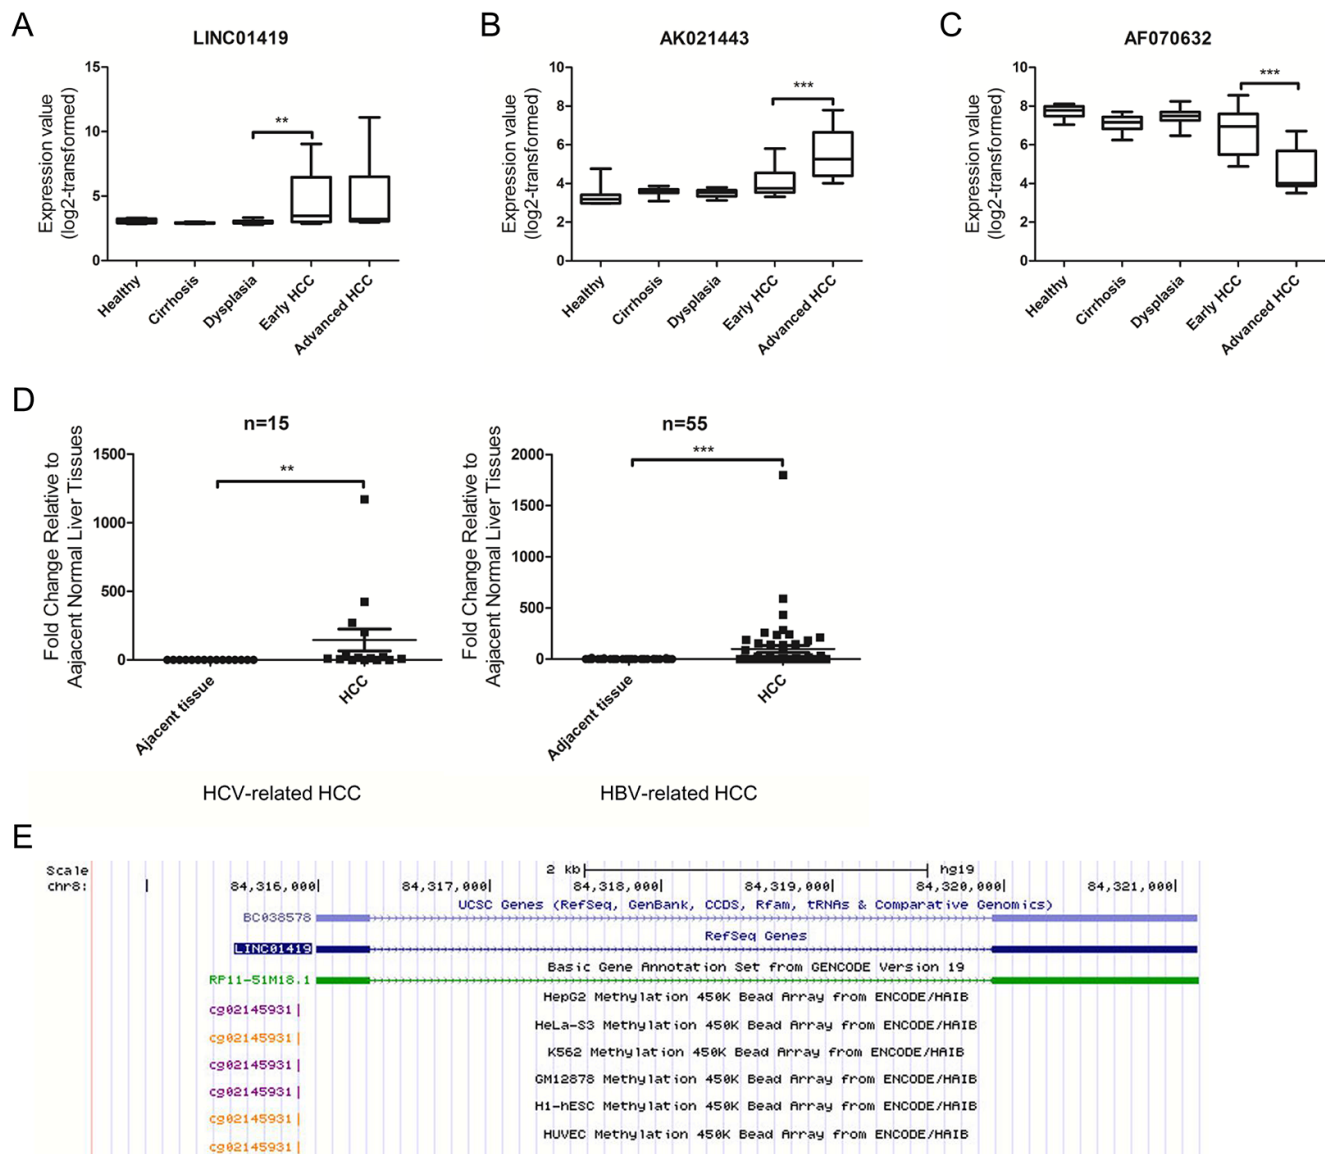 A
LINC01419
Expression value
(log2-transformed)
15
10
5
0
**
Healthy
Cirrhosis
Dysplasia
Early HCC
Advanced HCC
B
AK021443
Expression value
(log2-transformed)
10
8
6
4
2
0
***
Healthy
Cirrhosis
Dysplasia
Early HCC
Advanced HCC
C
AF070632
Expression value
(log2-transformed)
10
8
6
4
2
0
***
Healthy
Cirrhosis
Dysplasia
Early HCC
Advanced HCC
D
n=15
Fold Change Relative to
Aajacent Normal Liver Tissues
1500
1000
500
0
**
Ajacent tissue
HCC
HCV-related HCC
n=55
Fold Change Relative to
Aajacent Normal Liver Tissues
2000
1500
1000
500
0
***
Adjacent tissue
HCC
HBV-related HCC
E
Scale 2 kb hg19
chr8: 84,316,000 84,317,000 84,318,000 84,319,000 84,320,000 84,321,000
UCSC Genes (RefSeq, GenBank, CCDS, Rfam, tRNAs & Comparative Genomics)
BC038578
RefSeq Genes
LINC01419
Basic Gene Annotation Set from GENCODE Version 19
RP11-51M18.1
HepG2 Methylation 450K Bead Array from ENCODE/HAIB
cg02145931
HeLa-S3 Methylation 450K Bead Array from ENCODE/HAIB
cg02145931
K562 Methylation 450K Bead Array from ENCODE/HAIB
cg02145931
GM12878 Methylation 450K Bead Array from ENCODE/HAIB
cg02145931
H1-hESC Methylation 450K Bead Array from ENCODE/HAIB
cg02145931
HUVEC Methylation 450K Bead Array from ENCODE/HAIB
cg02145931